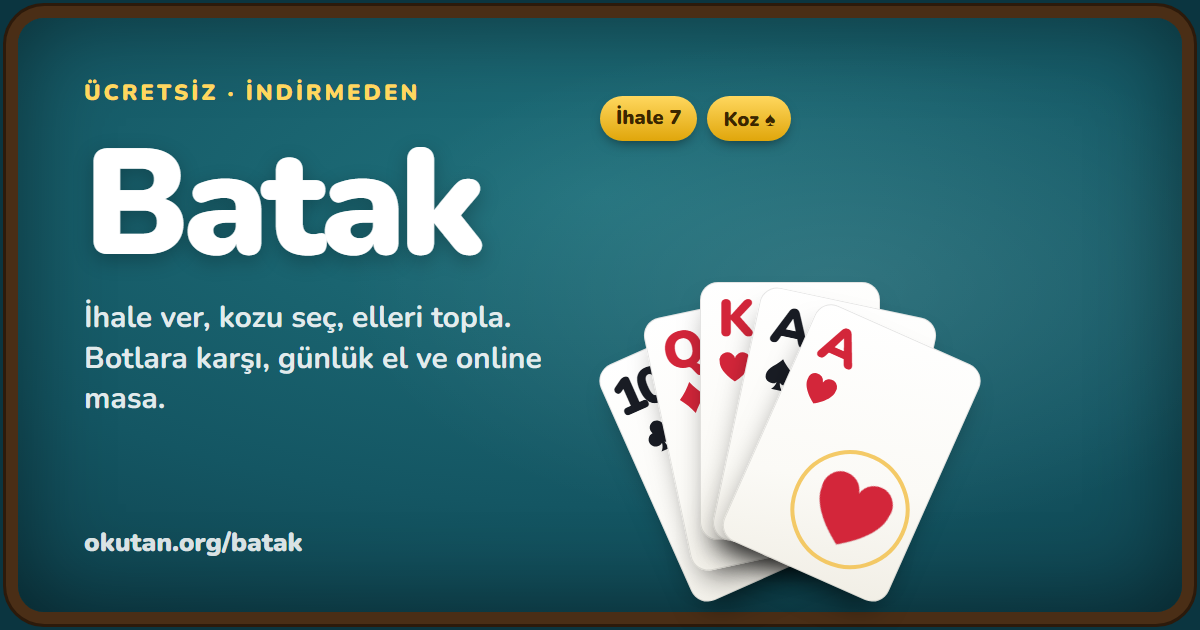 ÜCRETSİZ · İNDİRMEDEN
Batak
İhale ver, kozu seç, elleri topla.
Botlara karşı, günlük el ve online
masa.
okutan.org/batak
İhale 7
Koz ♠
10
Q
K
A
A